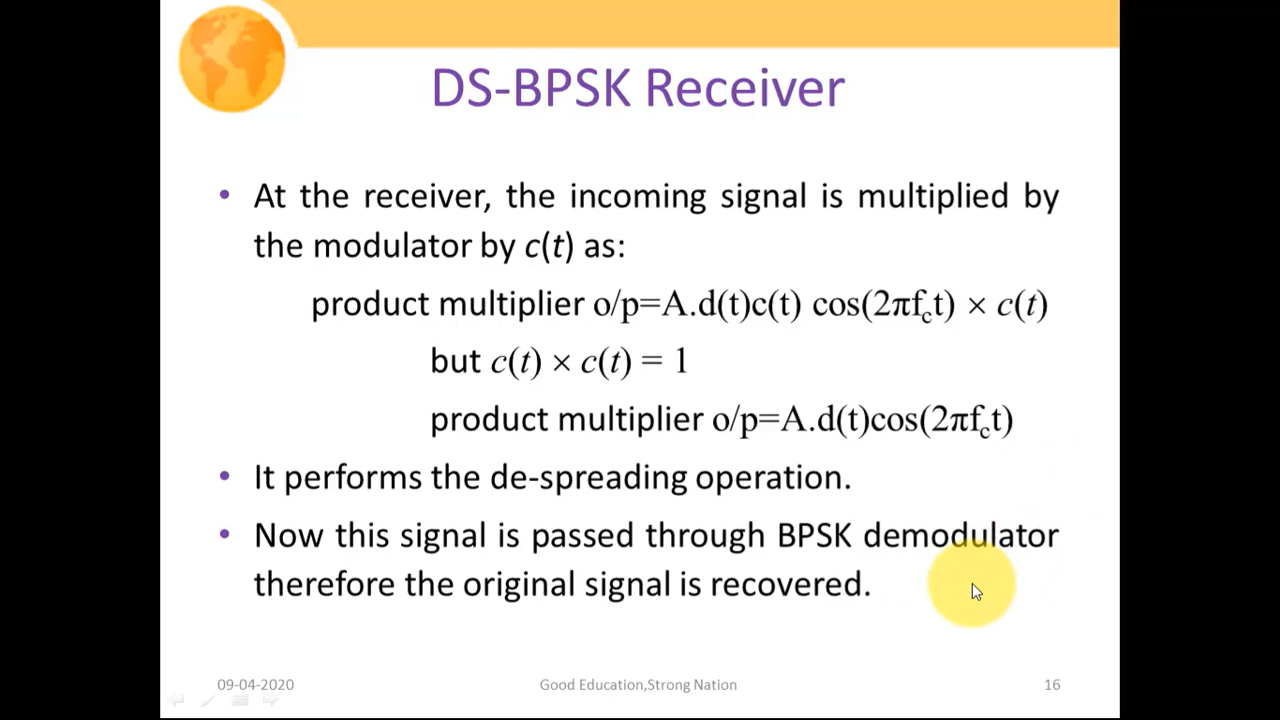 DS-BPSK Receiver
• At the receiver, the incoming signal is multiplied by
the modulator by c(t) as:
product multiplier o/p=A.d(t)c(t) cos(2πf_ct) × c(t)
but c(t) × c(t) = 1
product multiplier o/p=A.d(t)cos(2πf_ct)
• It performs the de-spreading operation.
• Now this signal is passed through BPSK demodulator
therefore the original signal is recovered.
09-04-2020 Good Education,Strong Nation 16